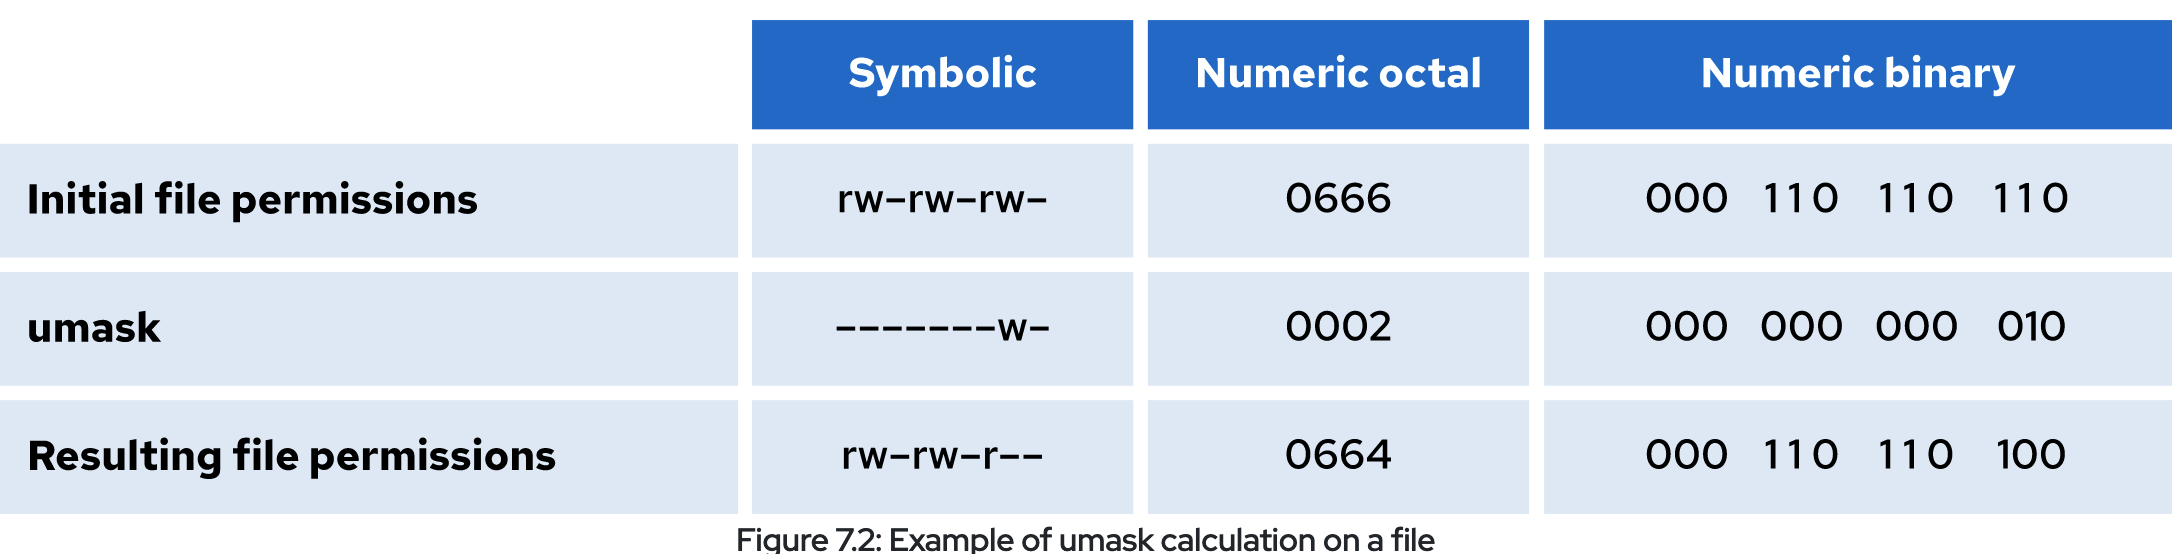 Symbolic Numeric octal Numeric binary
Initial file permissions rw-rw-rw- 0666 000 110 110 110
umask -------w- 0002 000 000 000 010
Resulting file permissions rw-rw-r-- 0664 000 110 110 100
Figure 7.2: Example of umask calculation on a file